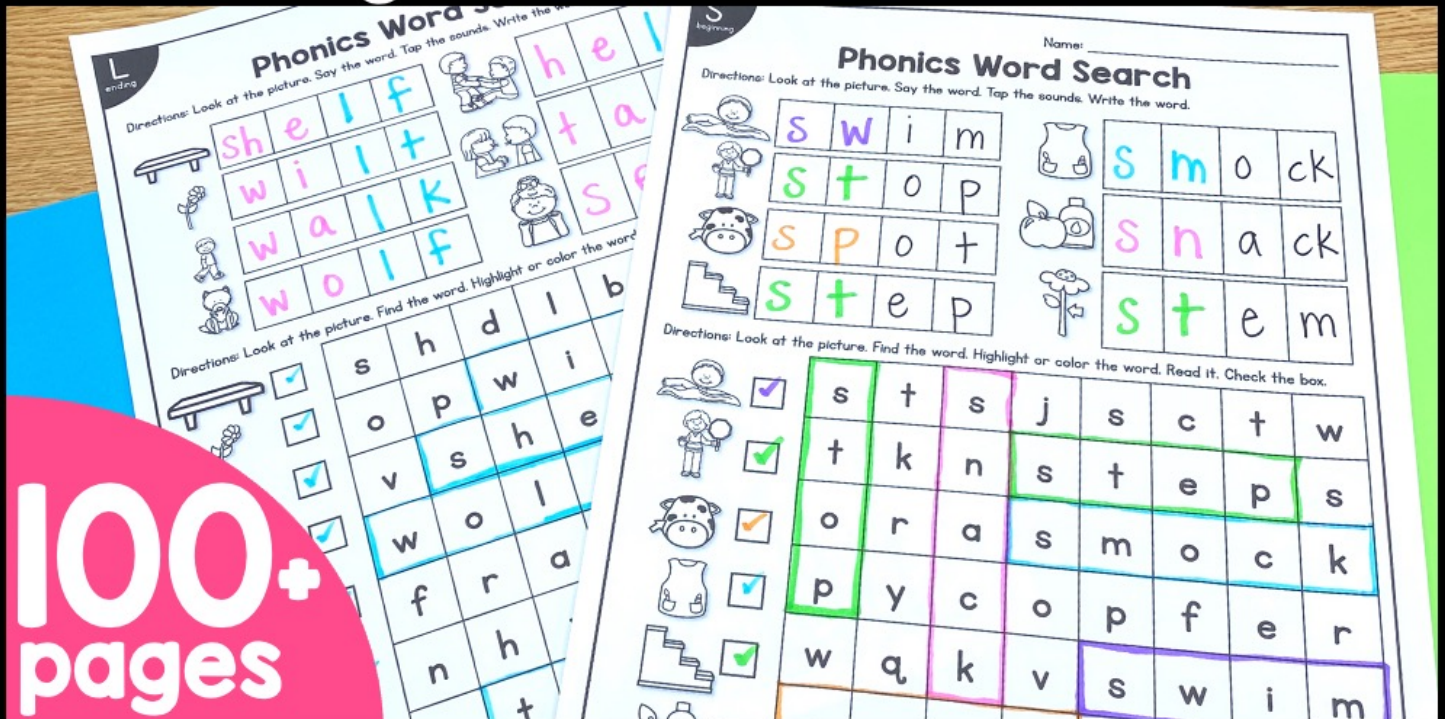 L
ending
Phonics Word
Directions: Look at the picture. Say the word. Tap the sounds. Write the
sh e l f
w i l t
w a l k
w o l f
h e l
t a
s
Directions: Look at the picture. Find the word. Highlight or color the word
s h d l b
o p w i
v s h e
w o l
f r a
n h
t
100+
pages
S
beginning
Name:
Phonics Word Search
Directions: Look at the picture. Say the word. Tap the sounds. Write the word.
s w i m
s t o p
s p o t
s t e p
s m o ck
s n a ck
s t e m
Directions: Look at the picture. Find the word. Highlight or color the word. Read it. Check the box.
s t s j s c t w
t k n s t e p s
o r a s m o c k
p y c o p f e r
w q k v s w i m